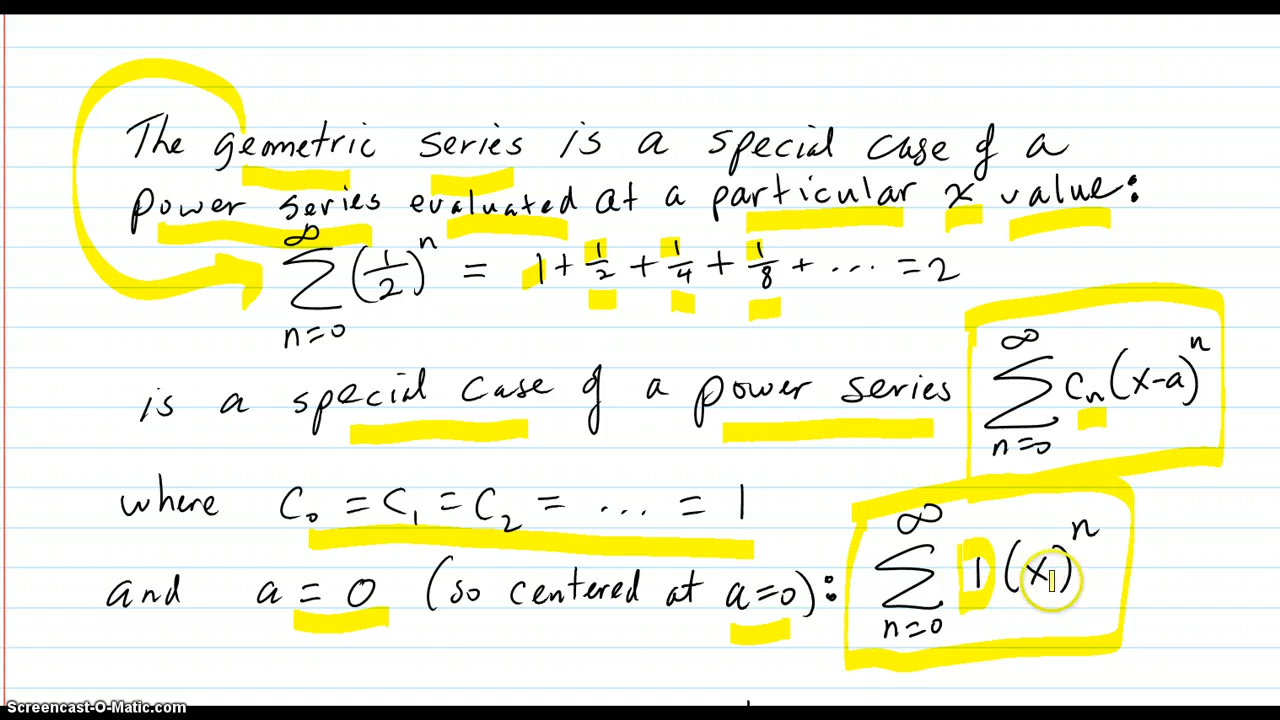 The geometric series is a special case of a
power series evaluated at a particular x value:
∞
∑ (1/2)^n = 1 + 1/2 + 1/4 + 1/8 + ... = 2
n=0
is a special case of a power series ∑_{n=0}^{∞} c_n (x-a)^n
where C_0 = C_1 = C_2 = ... = 1
and a = 0 (so centered at a=0): ∑_{n=0}^{∞} 1 (x)^n
Screencast-O-Matic.com